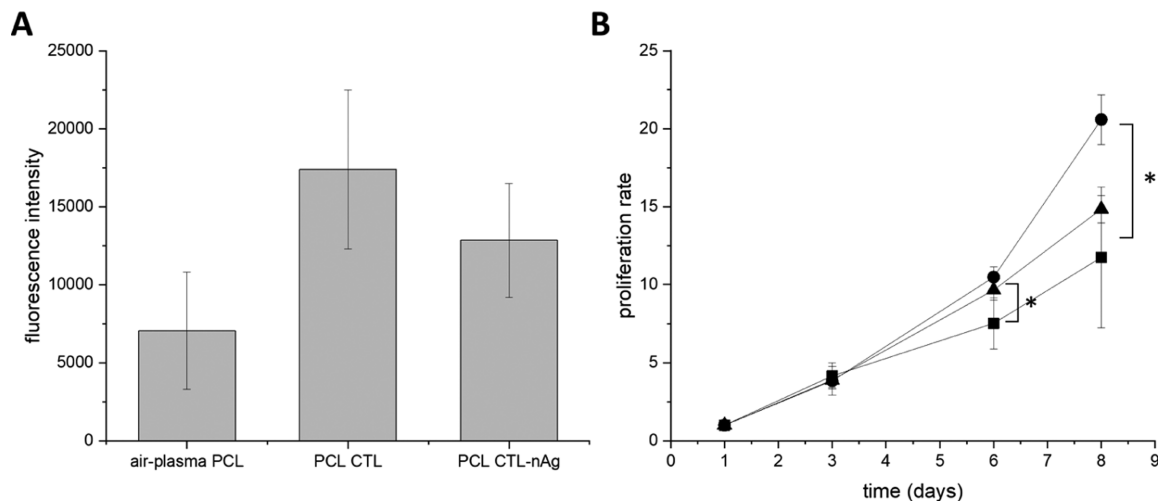 A
fluorescence intensity
25000
20000
15000
10000
5000
0
air-plasma PCL PCL CTL PCL CTL-nAg
B
proliferation rate
25
20
15
10
5
0
*
*
0 1 2 3 4 5 6 7 8 9
time (days)